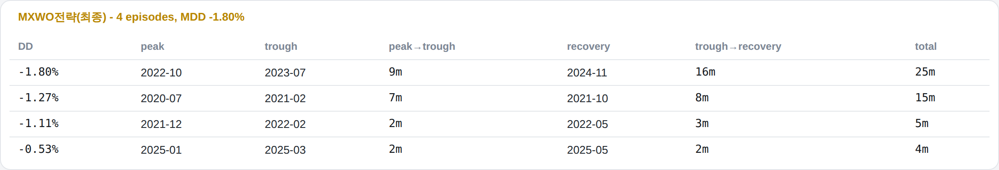 MXWO전략(최종) - 4 episodes, MDD -1.80%
DD peak trough peak→trough recovery trough→recovery total
-1.80% 2022-10 2023-07 9m 2024-11 16m 25m
-1.27% 2020-07 2021-02 7m 2021-10 8m 15m
-1.11% 2021-12 2022-02 2m 2022-05 3m 5m
-0.53% 2025-01 2025-03 2m 2025-05 2m 4m